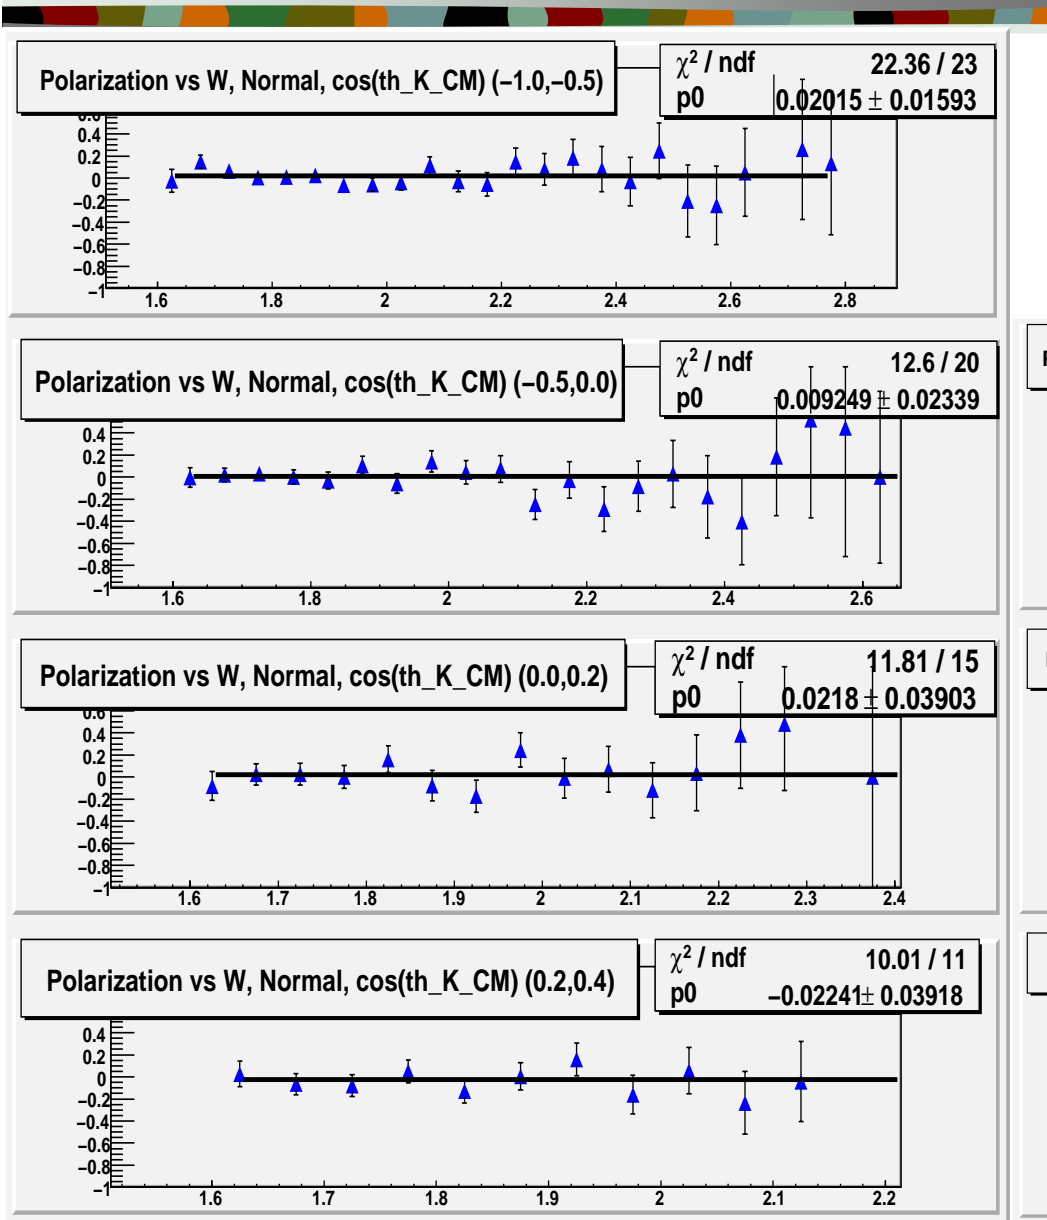 Polarization vs W, Normal, cos(th_K_CM) (−1.0,−0.5)
χ² / ndf 22.36 / 23
p0 0.02015 ± 0.01593
0.6
0.4
0.2
0
−0.2
−0.4
−0.6
−0.8
−1
1.6 1.8 2 2.2 2.4 2.6 2.8
Polarization vs W, Normal, cos(th_K_CM) (−0.5,0.0)
χ² / ndf 12.6 / 20
p0 0.009249 ± 0.02339
0.4
0.2
0
−0.2
−0.4
−0.6
−0.8
−1
1.6 1.8 2 2.2 2.4 2.6
Polarization vs W, Normal, cos(th_K_CM) (0.0,0.2)
χ² / ndf 11.81 / 15
p0 0.0218 ± 0.03903
0.6
0.4
0.2
0
−0.2
−0.4
−0.6
−0.8
−1
1.6 1.7 1.8 1.9 2 2.1 2.2 2.3 2.4
Polarization vs W, Normal, cos(th_K_CM) (0.2,0.4)
χ² / ndf 10.01 / 11
p0 −0.02241± 0.03918
0.4
0.2
0
−0.2
−0.4
−0.6
−0.8
−1
1.6 1.7 1.8 1.9 2 2.1 2.2